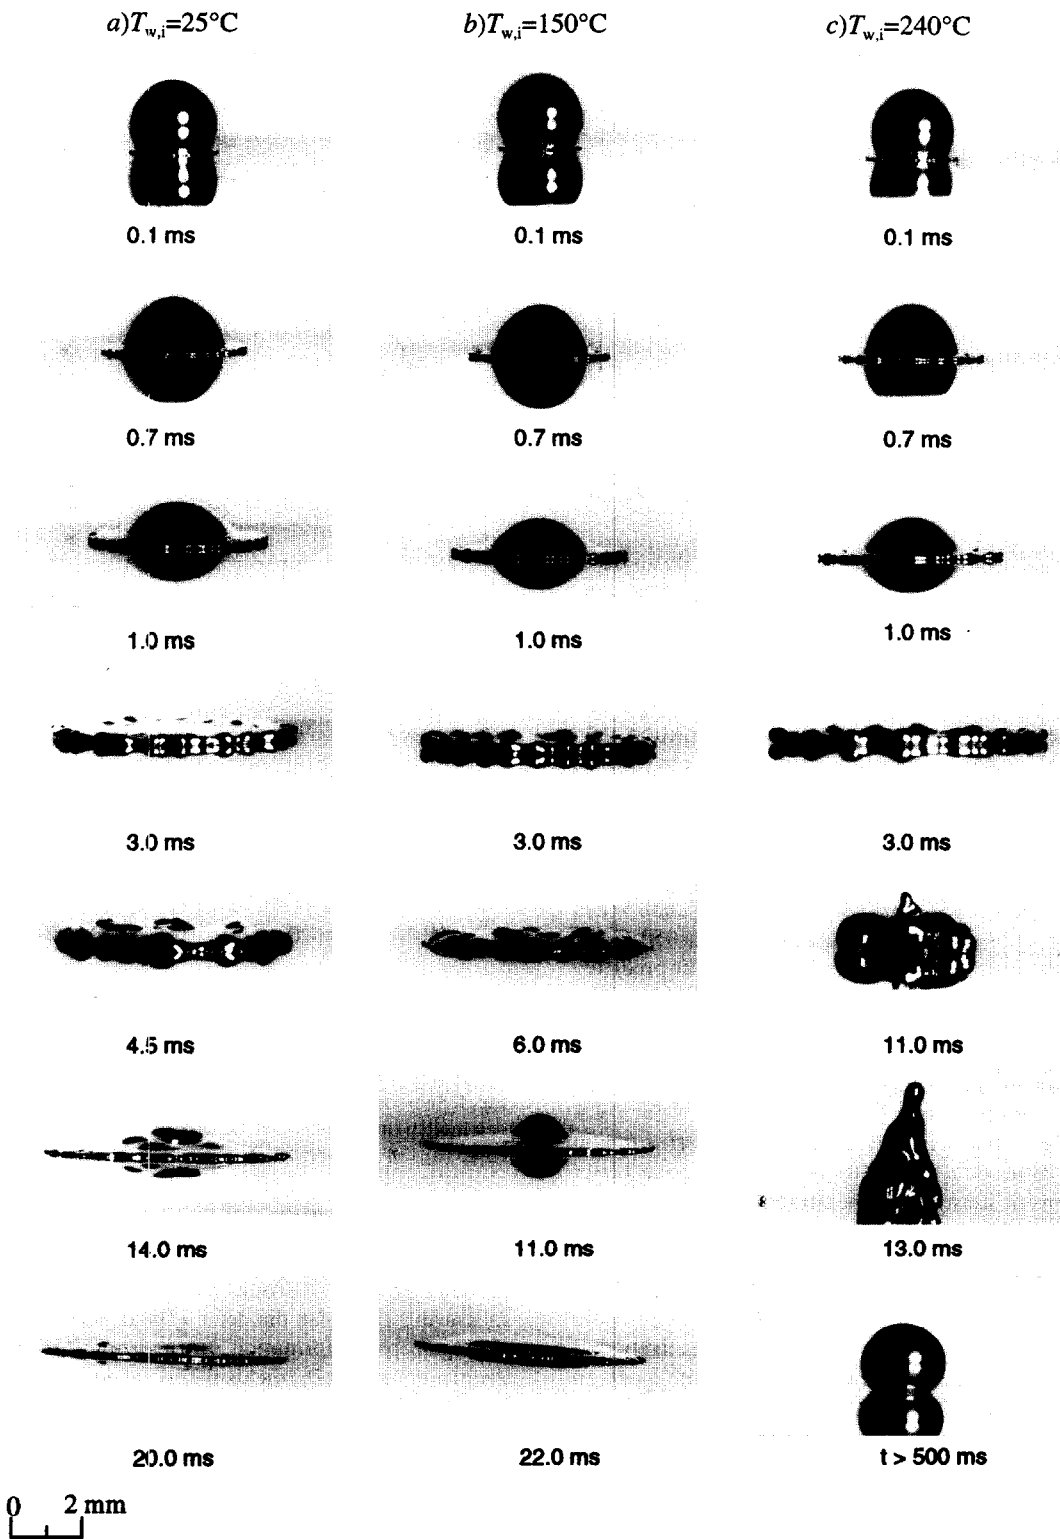 a)T_w,i=25°C b)T_w,i=150°C c)T_w,i=240°C
0.1 ms 0.1 ms 0.1 ms
0.7 ms 0.7 ms 0.7 ms
1.0 ms 1.0 ms 1.0 ms
3.0 ms 3.0 ms 3.0 ms
4.5 ms 6.0 ms 11.0 ms
14.0 ms 11.0 ms 13.0 ms
20.0 ms 22.0 ms t > 500 ms
0 2 mm